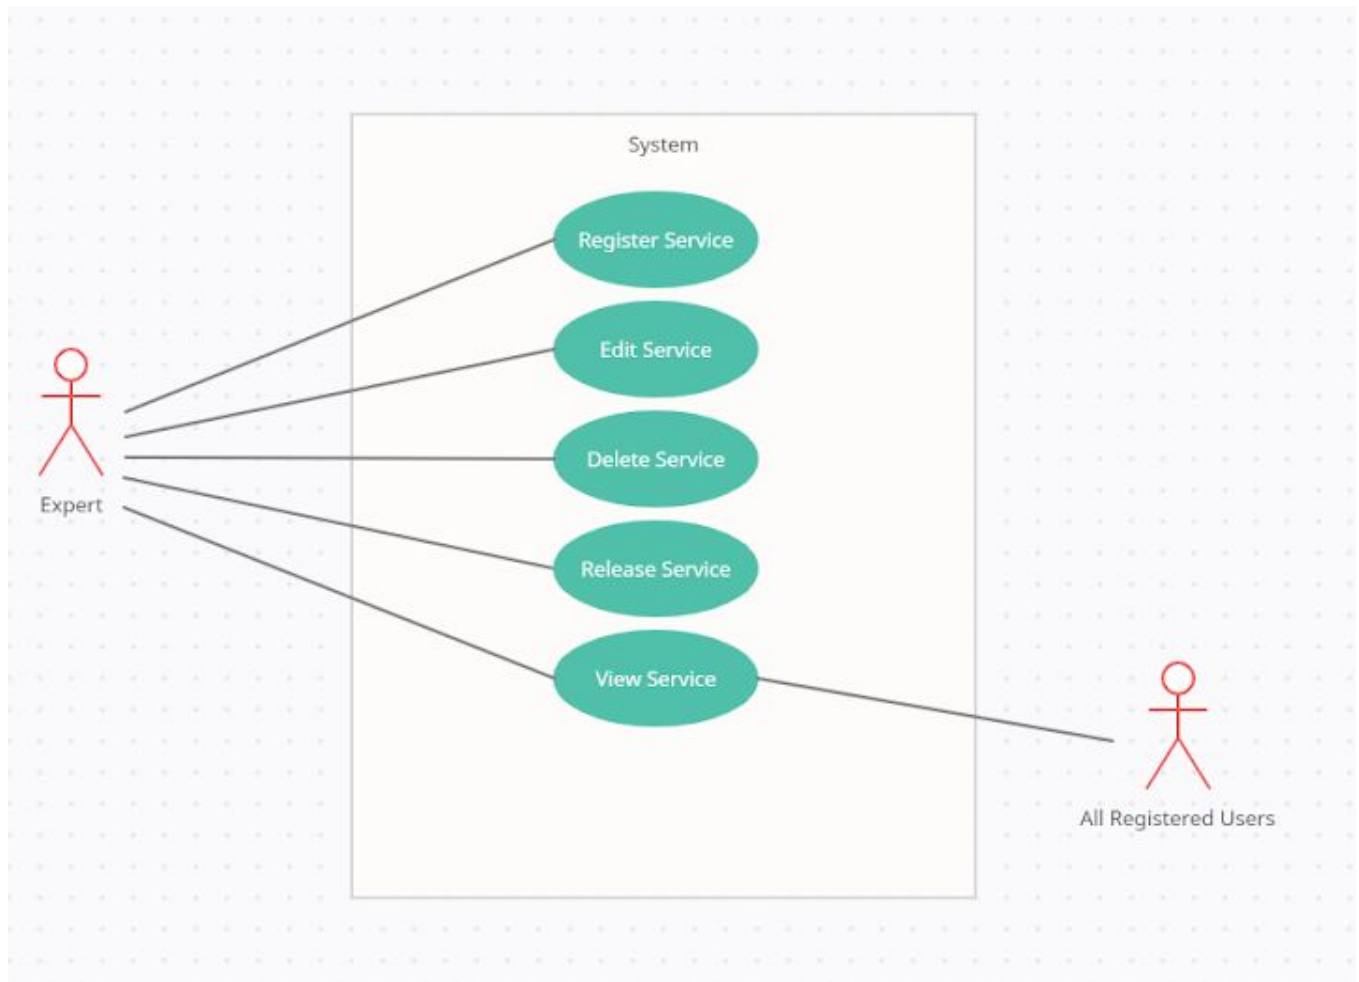 System
Register Service
Edit Service
Delete Service
Expert
Release Service
View Service
All Registered Users